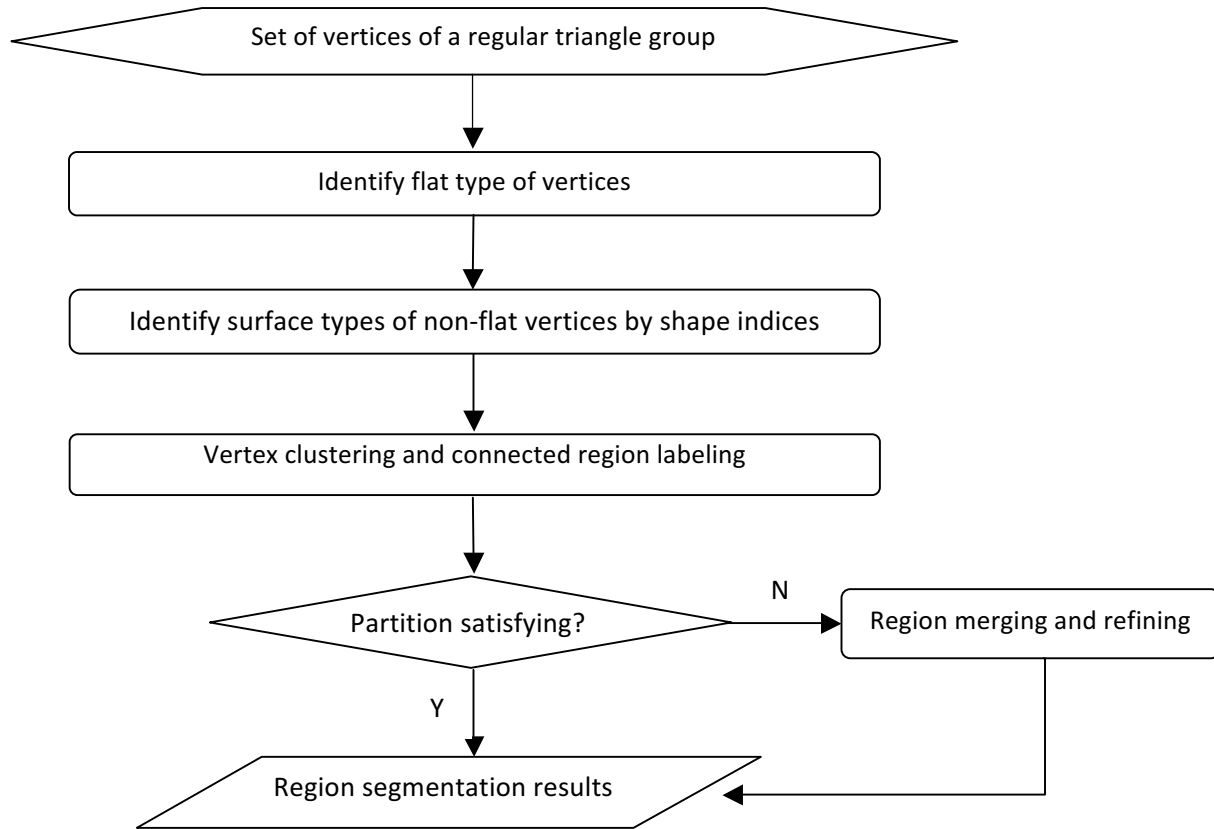 Set of vertices of a regular triangle group
Identify flat type of vertices
Identify surface types of non-flat vertices by shape indices
Vertex clustering and connected region labeling
Partition satisfying?
N
Region merging and refining
Y
Region segmentation results